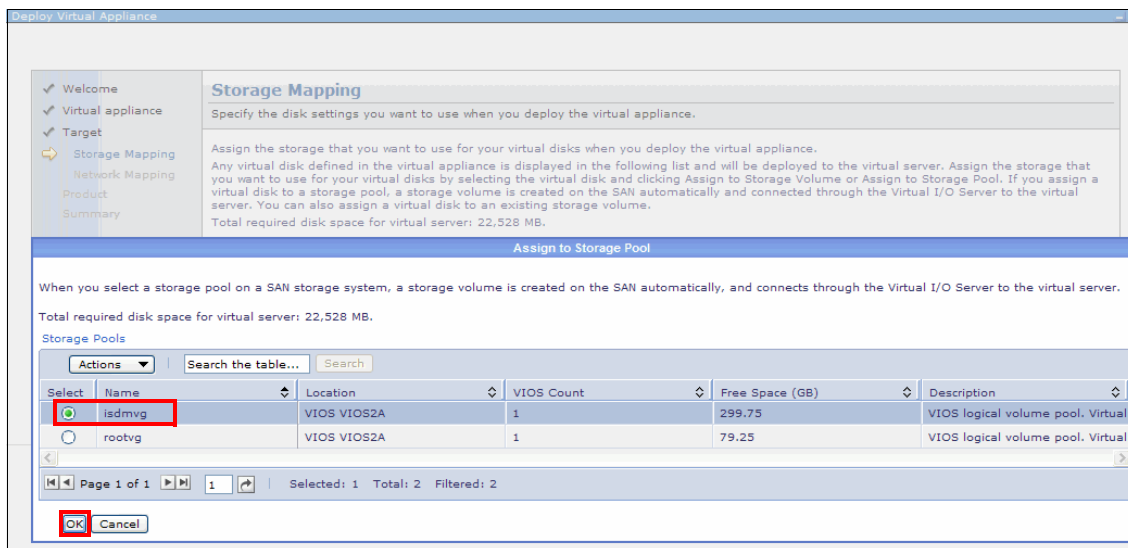 Deploy Virtual Appliance
Welcome
Virtual appliance
Target
Storage Mapping
Network Mapping
Product
Summary
Storage Mapping
Specify the disk settings you want to use when you deploy the virtual appliance.
Assign the storage that you want to use for your virtual disks when you deploy the virtual appliance.
Any virtual disk defined in the virtual appliance is displayed in the following list and will be deployed to the virtual server. Assign the storage that
you want to use for your virtual disks by selecting the virtual disk and clicking Assign to Storage Volume or Assign to Storage Pool. If you assign a
virtual disk to a storage pool, a storage volume is created on the SAN automatically and connected through the Virtual I/O Server to the virtual
server. You can also assign a virtual disk to an existing storage volume.
Total required disk space for virtual server: 22,528 MB.
Assign to Storage Pool
When you select a storage pool on a SAN storage system, a storage volume is created on the SAN automatically, and connects through the Virtual I/O Server to the virtual server.
Total required disk space for virtual server: 22,528 MB.
Storage Pools
Actions Search the table... Search
Select Name Location VIOS Count Free Space (GB) Description
isdmvg VIOS VIOS2A 1 299.75 VIOS logical volume pool. Virtual
rootvg VIOS VIOS2A 1 79.25 VIOS logical volume pool. Virtual
Page 1 of 1 1 Selected: 1 Total: 2 Filtered: 2
OK Cancel